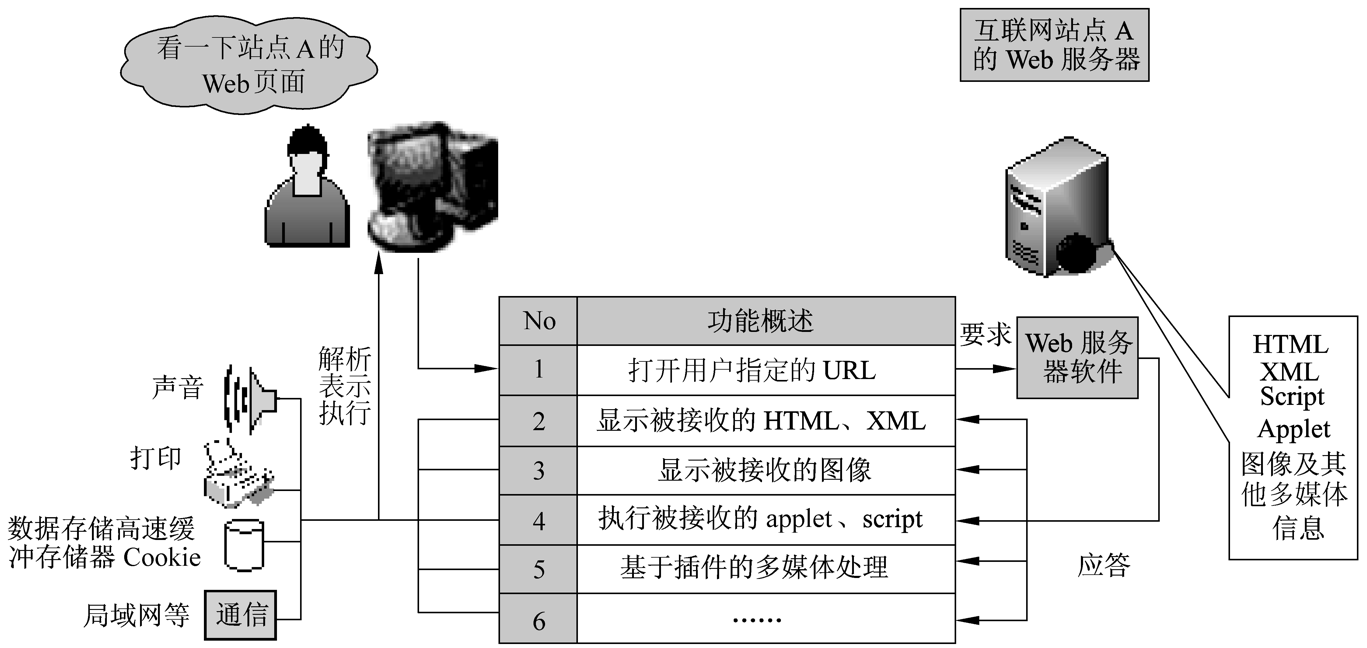 看一下站点A的
Web页面
互联网站点 A
的 Web 服务器
No
功能概述
1
打开用户指定的 URL
2
显示被接收的 HTML、XML
3
显示被接收的图像
4
执行被接收的 applet、script
5
基于插件的多媒体处理
6
……
要求
Web 服务
器软件
应答
HTML
XML
Script
Applet
图像及其
他多媒体
信息
解析
表示
执行
声音
打印
数据存储高速缓
冲存储器 Cookie
局域网等
通信